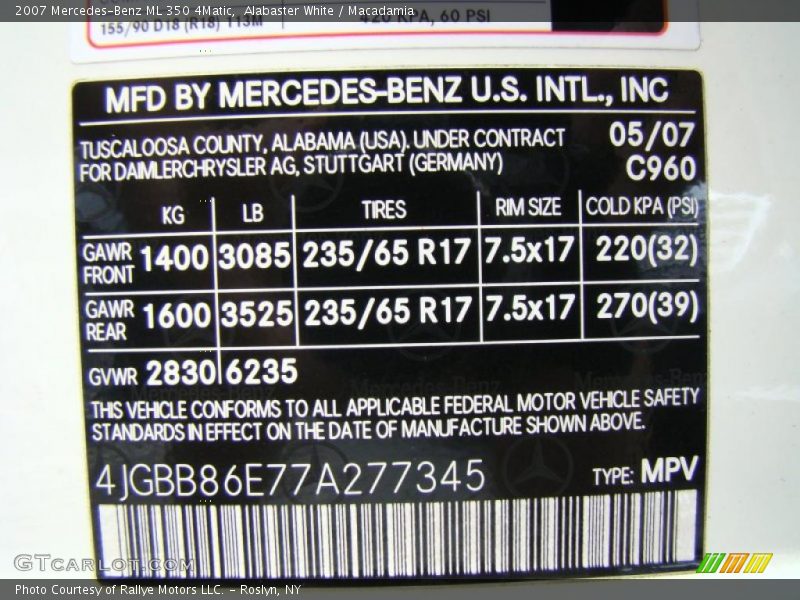 2007 Mercedes-Benz ML 350 4Matic, Alabaster White / Macadamia
155/90 D18 (R18) 113M 420 KPA, 60 PSI
MFD BY MERCEDES-BENZ U.S. INTL., INC
TUSCALOOSA COUNTY, ALABAMA (USA). UNDER CONTRACT 05/07
FOR DAIMLERCHRYSLER AG, STUTTGART (GERMANY) C960
KG LB TIRES RIM SIZE COLD KPA (PSI)
GAWR FRONT 1400 3085 235/65 R17 7.5x17 220(32)
GAWR REAR 1600 3525 235/65 R17 7.5x17 270(39)
GVWR 2830 6235
THIS VEHICLE CONFORMS TO ALL APPLICABLE FEDERAL MOTOR VEHICLE SAFETY
STANDARDS IN EFFECT ON THE DATE OF MANUFACTURE SHOWN ABOVE.
4JGBB86E77A277345 TYPE: MPV
GTcarlot.com
Photo Courtesy of Rallye Motors LLC. - Roslyn, NY